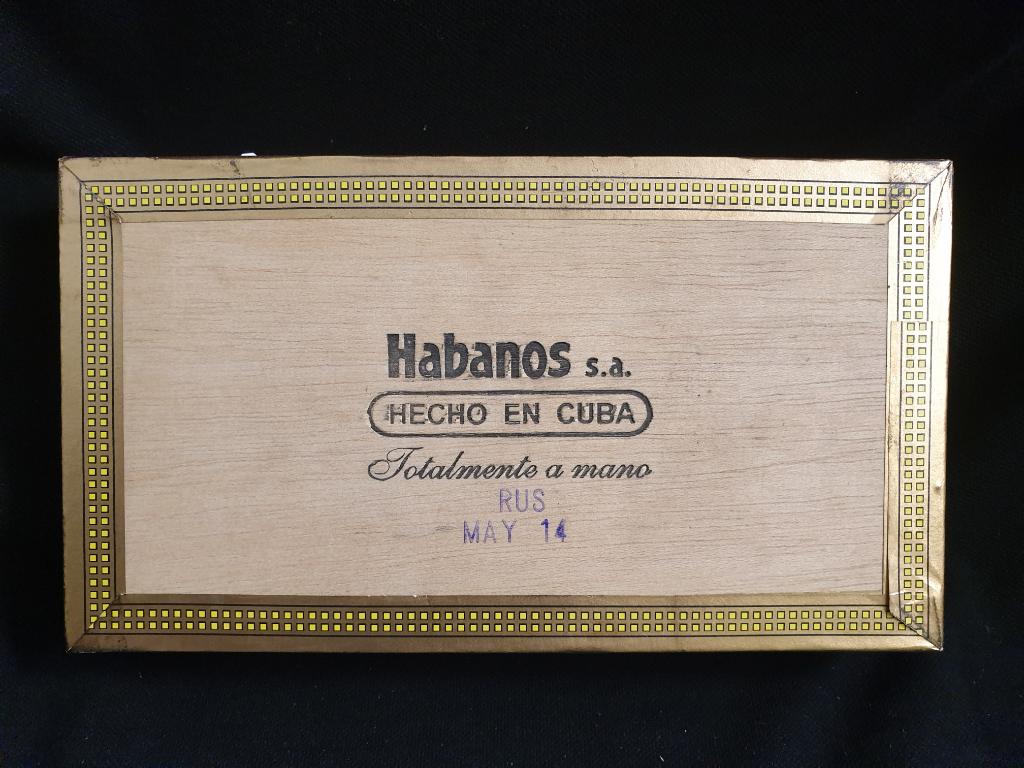 Habanos s.a.
HECHO EN CUBA
Totalmente a mano
RUS
MAY 14